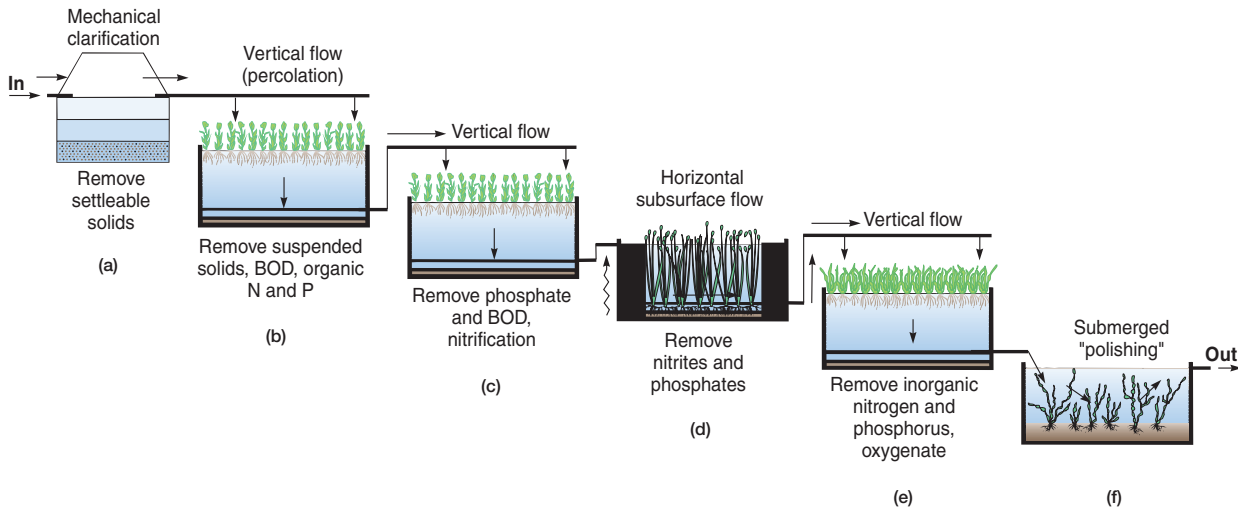 Mechanical
clarification
In
Remove
settleable
solids
(a)
Vertical flow
(percolation)
Remove suspended
solids, BOD, organic
N and P
(b)
Vertical flow
Remove phosphate
and BOD,
nitrification
(c)
Horizontal
subsurface flow
Remove
nitrites and
phosphates
(d)
Vertical flow
Remove inorganic
nitrogen and
phosphorus,
oxygenate
(e)
Submerged
"polishing"
Out
(f)